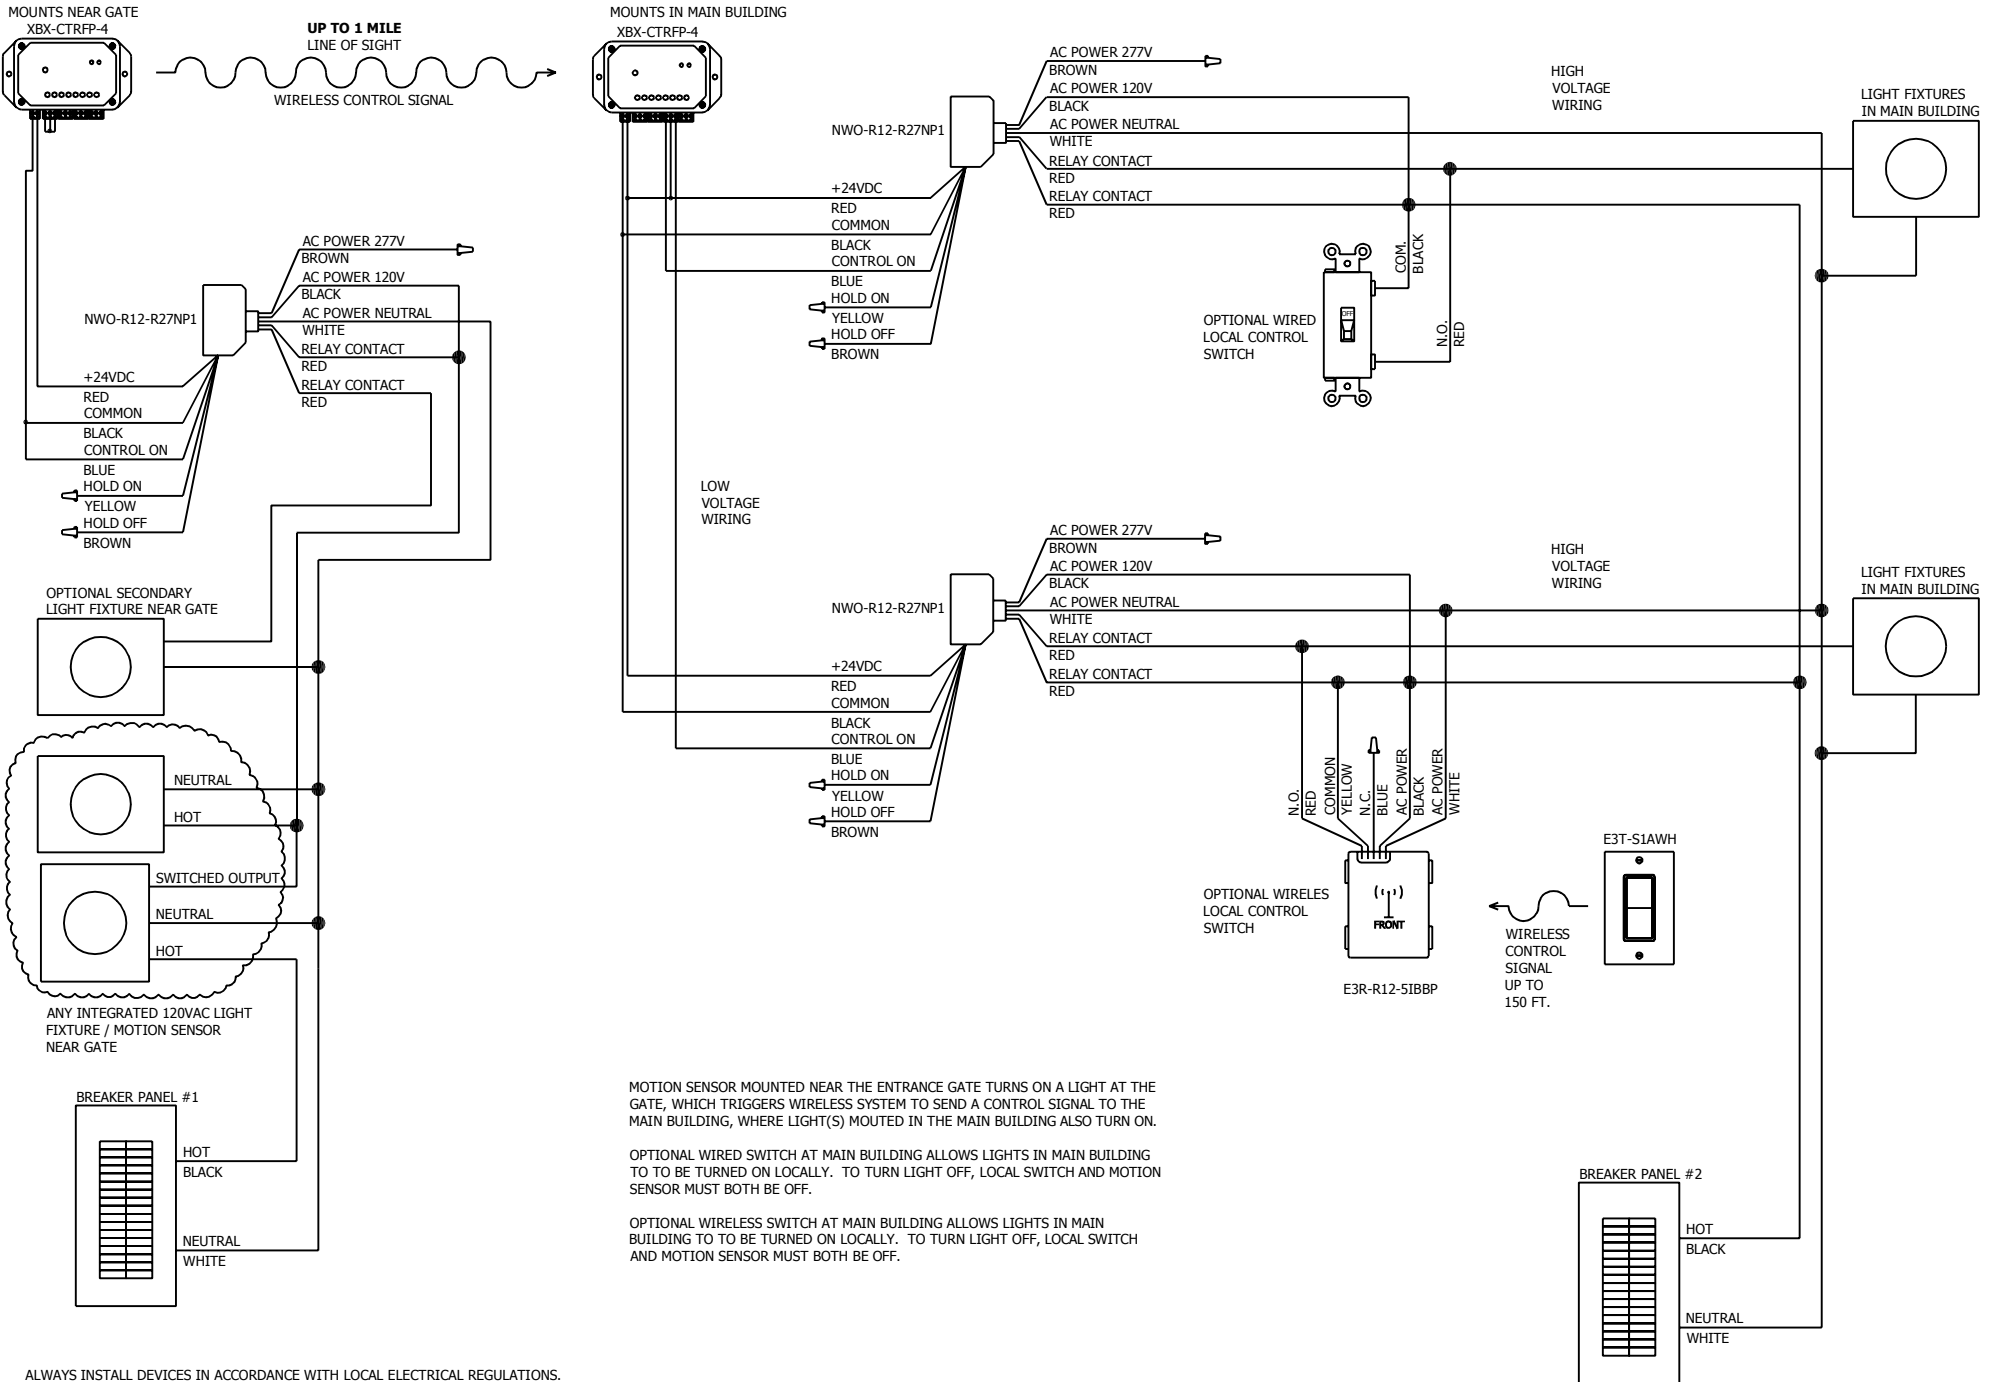 MOUNTS NEAR GATE
XBX-CTRFP-4
UP TO 1 MILE
LINE OF SIGHT
WIRELESS CONTROL SIGNAL
MOUNTS IN MAIN BUILDING
XBX-CTRFP-4
NWO-R12-R27NP1
AC POWER 277V
BROWN
AC POWER 120V
BLACK
AC POWER NEUTRAL
WHITE
RELAY CONTACT
RED
RELAY CONTACT
RED
+24VDC
RED
COMMON
BLACK
CONTROL ON
BLUE
HOLD ON
YELLOW
HOLD OFF
BROWN
HIGH
VOLTAGE
WIRING
LIGHT FIXTURES
IN MAIN BUILDING
OPTIONAL WIRED
LOCAL CONTROL
SWITCH
OFF
COM.
BLACK
N.O.
RED
NWO-R12-R27NP1
AC POWER 277V
BROWN
AC POWER 120V
BLACK
AC POWER NEUTRAL
WHITE
RELAY CONTACT
RED
RELAY CONTACT
RED
+24VDC
RED
COMMON
BLACK
CONTROL ON
BLUE
HOLD ON
YELLOW
HOLD OFF
BROWN
LOW
VOLTAGE
WIRING
NWO-R12-R27NP1
AC POWER 277V
BROWN
AC POWER 120V
BLACK
AC POWER NEUTRAL
WHITE
RELAY CONTACT
RED
RELAY CONTACT
RED
+24VDC
RED
COMMON
BLACK
CONTROL ON
BLUE
HOLD ON
YELLOW
HOLD OFF
BROWN
HIGH
VOLTAGE
WIRING
LIGHT FIXTURES
IN MAIN BUILDING
N.O.
RED
COMMON
YELLOW
N.C.
BLUE
AC POWER
BLACK
AC POWER
WHITE
OPTIONAL WIRELES
LOCAL CONTROL
SWITCH
FRONT
E3R-R12-5IBBP
WIRELESS
CONTROL
SIGNAL
UP TO
150 FT.
E3T-S1AWH
OPTIONAL SECONDARY
LIGHT FIXTURE NEAR GATE
NEUTRAL
HOT
SWITCHED OUTPUT
NEUTRAL
HOT
ANY INTEGRATED 120VAC LIGHT
FIXTURE / MOTION SENSOR
NEAR GATE
BREAKER PANEL #1
HOT
BLACK
NEUTRAL
WHITE
MOTION SENSOR MOUNTED NEAR THE ENTRANCE GATE TURNS ON A LIGHT AT THE
GATE, WHICH TRIGGERS WIRELESS SYSTEM TO SEND A CONTROL SIGNAL TO THE
MAIN BUILDING, WHERE LIGHT(S) MOUTED IN THE MAIN BUILDING ALSO TURN ON.
OPTIONAL WIRED SWITCH AT MAIN BUILDING ALLOWS LIGHTS IN MAIN BUILDING
TO TO BE TURNED ON LOCALLY. TO TURN LIGHT OFF, LOCAL SWITCH AND MOTION
SENSOR MUST BOTH BE OFF.
OPTIONAL WIRELESS SWITCH AT MAIN BUILDING ALLOWS LIGHTS IN MAIN
BUILDING TO TO BE TURNED ON LOCALLY. TO TURN LIGHT OFF, LOCAL SWITCH
AND MOTION SENSOR MUST BOTH BE OFF.
BREAKER PANEL #2
HOT
BLACK
NEUTRAL
WHITE
ALWAYS INSTALL DEVICES IN ACCORDANCE WITH LOCAL ELECTRICAL REGULATIONS.